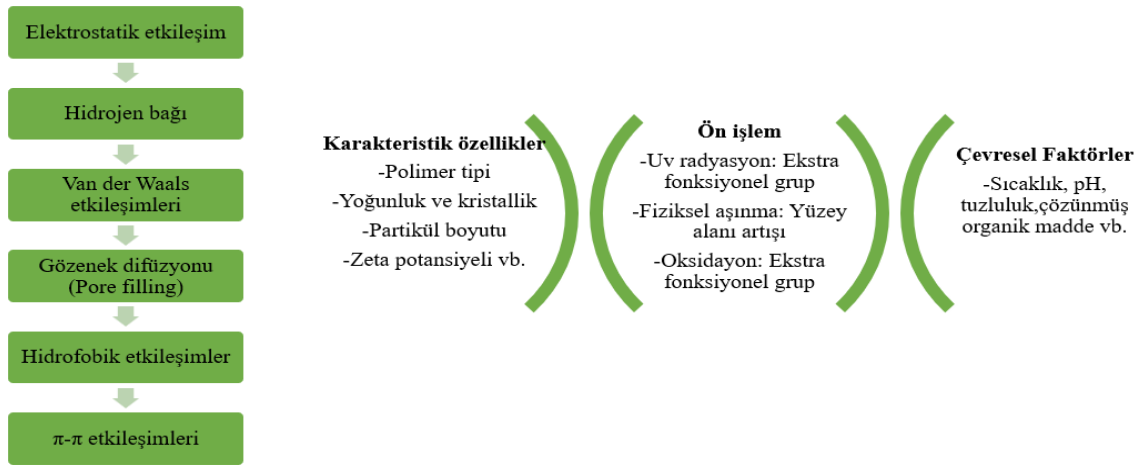 Elektrostatik etkileşim
Hidrojen bağı
Van der Waals
etkileşimleri
Gözenek difüzyonu
(Pore filling)
Hidrofobik etkileşimler
π-π etkileşimleri
Karakteristik özellikler
-Polimer tipi
-Yoğunluk ve kristallik
-Partikül boyutu
-Zeta potansiyeli vb.
Ön işlem
-Uv radyasyon: Ekstra
fonksiyonel grup
-Fiziksel aşınma: Yüzey
alanı artışı
-Oksidayon: Ekstra
fonksiyonel grup
Çevresel Faktörler
-Sıcaklık, pH,
tuzluluk,çözünmüş
organik madde vb.